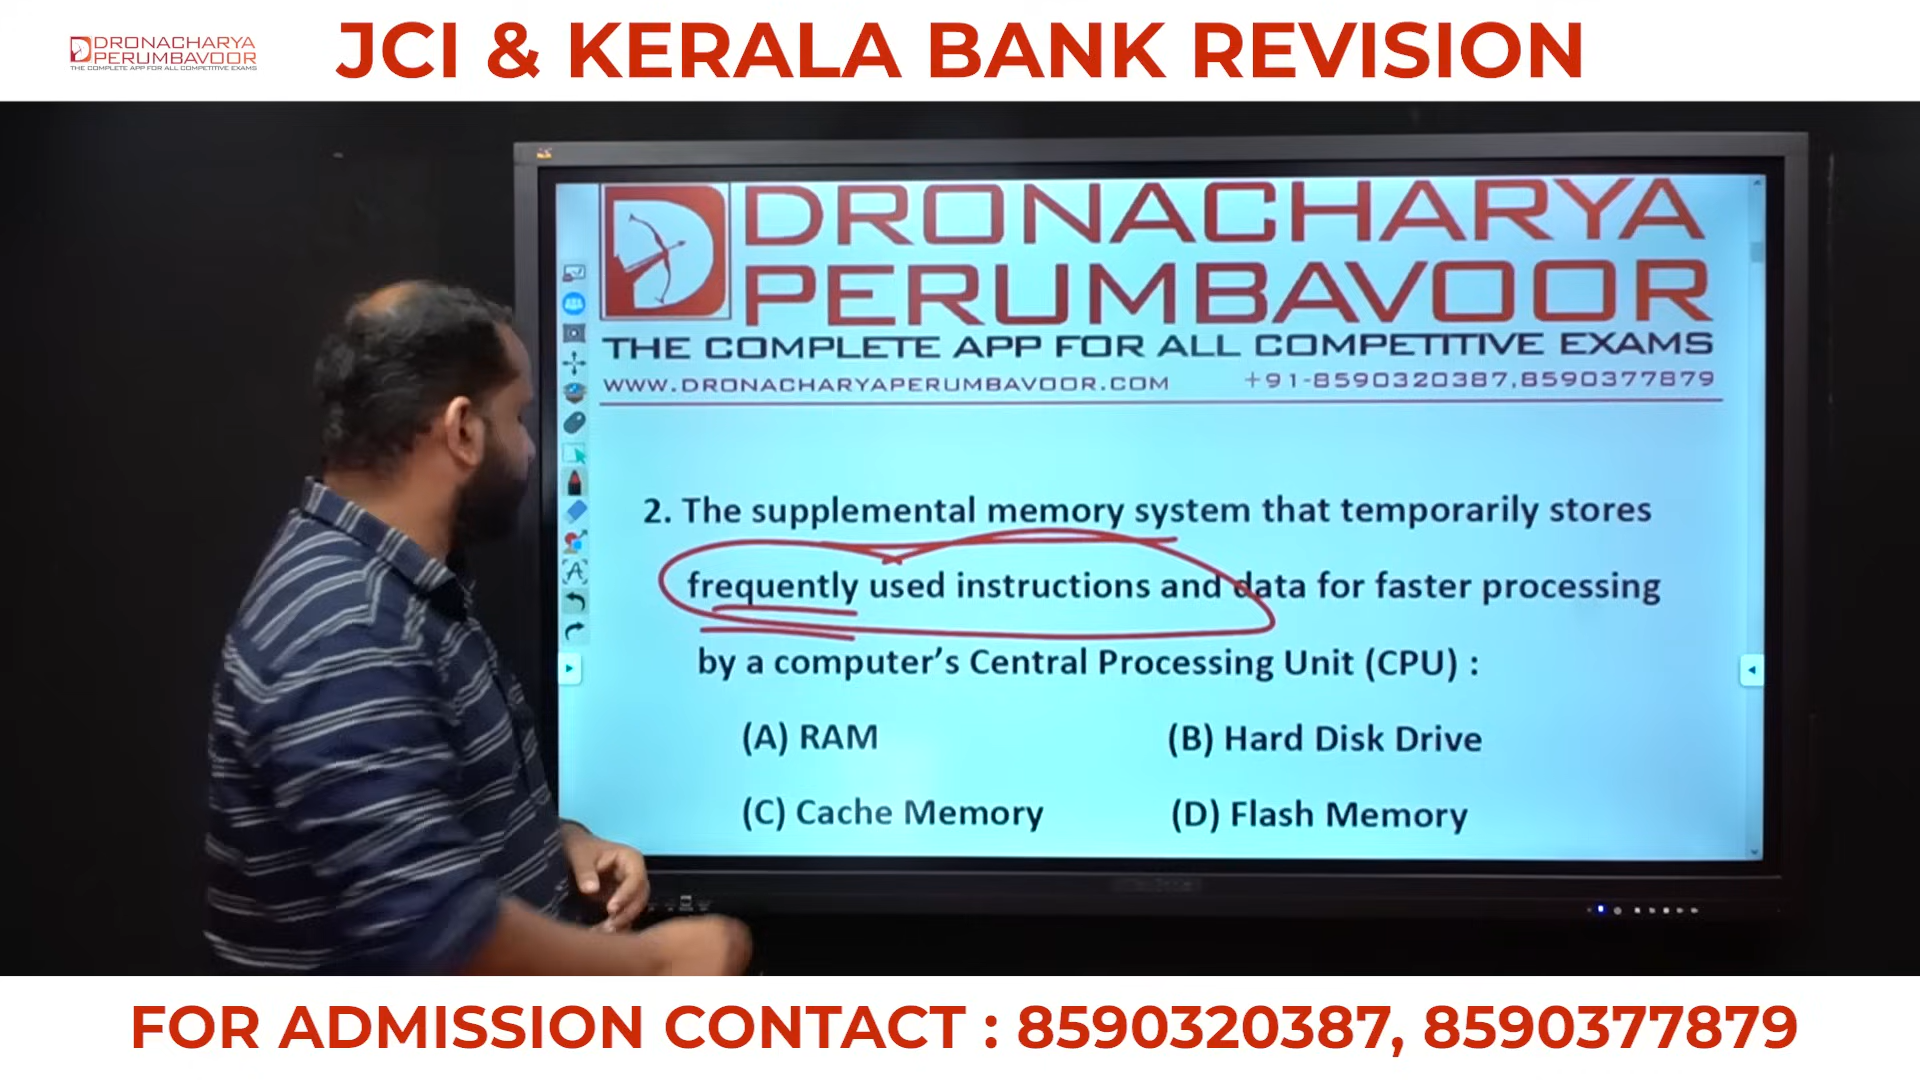 DRONACHARYA
PERUMBAVOOR
THE COMPLETE APP FOR ALL COMPETITIVE EXAMS
JCI & KERALA BANK REVISION
DRONACHARYA
PERUMBAVOOR
THE COMPLETE APP FOR ALL COMPETITIVE EXAMS
WWW.DRONACHARYAPERUMBAVOOR.COM +91-8590320387,8590377879
2. The supplemental memory system that temporarily stores
frequently used instructions and data for faster processing
by a computer’s Central Processing Unit (CPU) :
(A) RAM (B) Hard Disk Drive
(C) Cache Memory (D) Flash Memory
FOR ADMISSION CONTACT : 8590320387, 8590377879